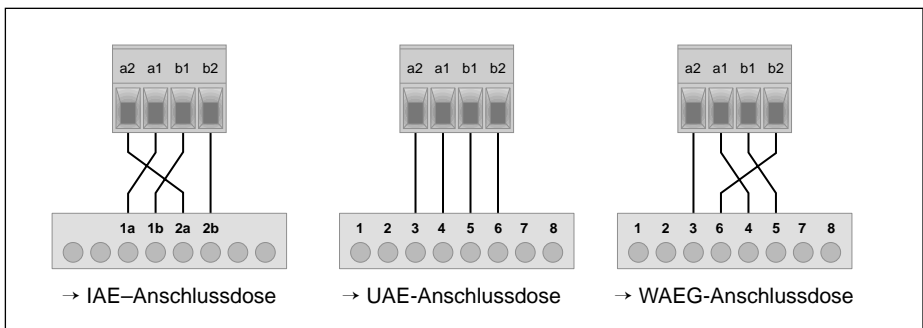 a2 a1 b1 b2
a2 a1 b1 b2
a2 a1 b1 b2
1a 1b 2a 2b
1 2 3 4 5 6 7 8
1 2 3 6 4 5 7 8
→ IAE–Anschlussdose
→ UAE-Anschlussdose
→ WAEG-Anschlussdose